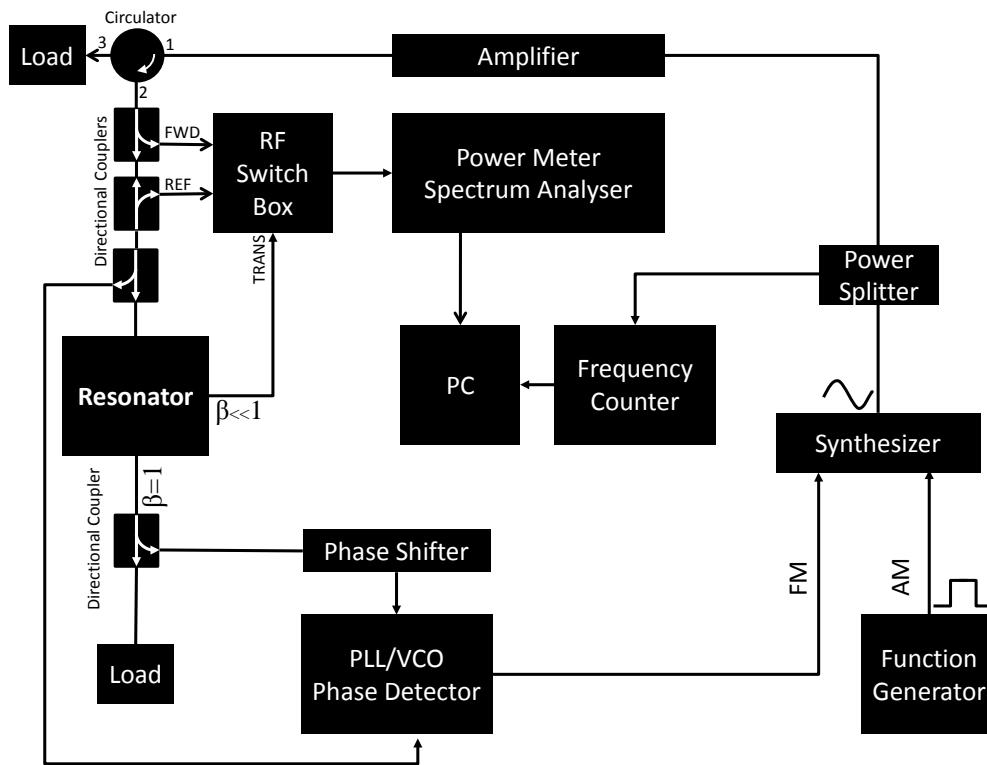 Circulator
Load
3
1
2
Amplifier
Directional Couplers
FWD
REF
RF
Switch
Box
Power Meter
Spectrum Analyser
TRANS
Power
Splitter
Resonator
β<<1
PC
Frequency
Counter
Synthesizer
β=1
Directional Coupler
Phase Shifter
FM
AM
Load
PLL/VCO
Phase Detector
Function
Generator